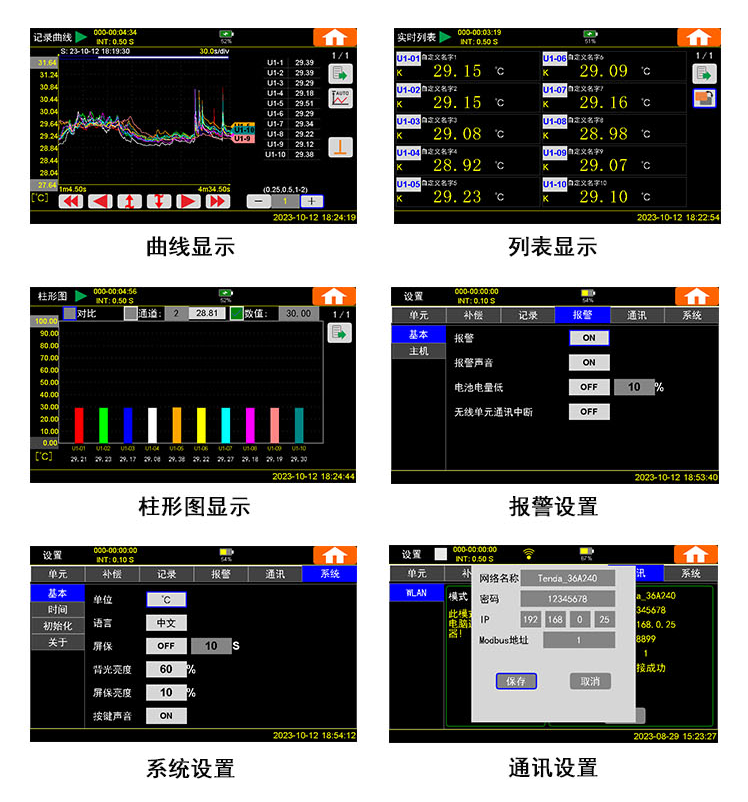 记录曲线 000-00:04:34 INT: 0.50 S 52%
S: 23-10-12 18:19:30 30.0s/div 1/1
31.64
31.24
30.84
30.44
30.04
29.64
29.24
28.84
28.44
28.04
27.64
[℃]
U1-10
U1-9
U1-1 29.39
U1-2 29.39
U1-3 29.29
U1-4 29.18
U1-5 29.51
U1-6 29.29
U1-7 29.34
U1-8 29.22
U1-9 29.12
U1-10 29.38
AUTO
1m4.50s 4m34.50s (0.25,0.5,1-2)
− 1 +
2023-10-12 18:24:19
曲线显示
实时列表 000-00:03:19 INT: 0.50 S 51%
1/1
U1-01 自定义名字1 K 29.15 ℃
U1-06 自定义名字6 K 29.09 ℃
U1-02 自定义名字2 K 29.15 ℃
U1-07 自定义名字7 K 29.16 ℃
U1-03 自定义名字3 K 29.08 ℃
U1-08 自定义名字8 K 28.98 ℃
U1-04 自定义名字4 K 28.92 ℃
U1-09 自定义名字9 K 29.07 ℃
U1-05 自定义名字5 K 29.23 ℃
U1-10 自定义名字10 K 29.10 ℃
2023-10-12 18:22:54
列表显示
柱形图 000-00:04:56 INT: 0.50 S 52%
对比 通道: 2 28.81 数值: 30.00 1/1
100.00
90.00
80.00
70.00
60.00
50.00
40.00
30.00
20.00
10.00
0.00
[℃]
U1-01 U1-02 U1-03 U1-04 U1-05 U1-06 U1-07 U1-08 U1-09 U1-10
29.21 29.23 29.17 29.08 29.38 29.22 29.27 29.18 29.19 29.30
2023-10-12 18:24:44
柱形图显示
设置 000-00:00:00 INT: 0.10 S 54%
单元 补偿 记录 报警 通讯 系统
基本
主机
报警 ON
报警声音 ON
电池电量低 OFF 10 %
无线单元通讯中断 OFF
2023-10-12 18:53:40
报警设置
设置 000-00:00:00 INT: 0.10 S 54%
单元 补偿 记录 报警 通讯 系统
基本
时间
初始化
关于
单位 ℃
语言 中文
屏保 OFF 10 S
背光亮度 60 %
屏保亮度 10 %
按键声音 ON
2023-10-12 18:54:12
系统设置
设置 000-00:00:00 INT: 0.50 S 67%
单元 补 讯 系统
WLAN
模式
此模
电脑
器!
网络名称 Tenda_36A240
密码 12345678
IP 192 168 0 25
Modbus地址 1
保存 取消
a_36A240
345678
168.0.25
8899
1
接成功
2023-08-29 15:23:27
通讯设置